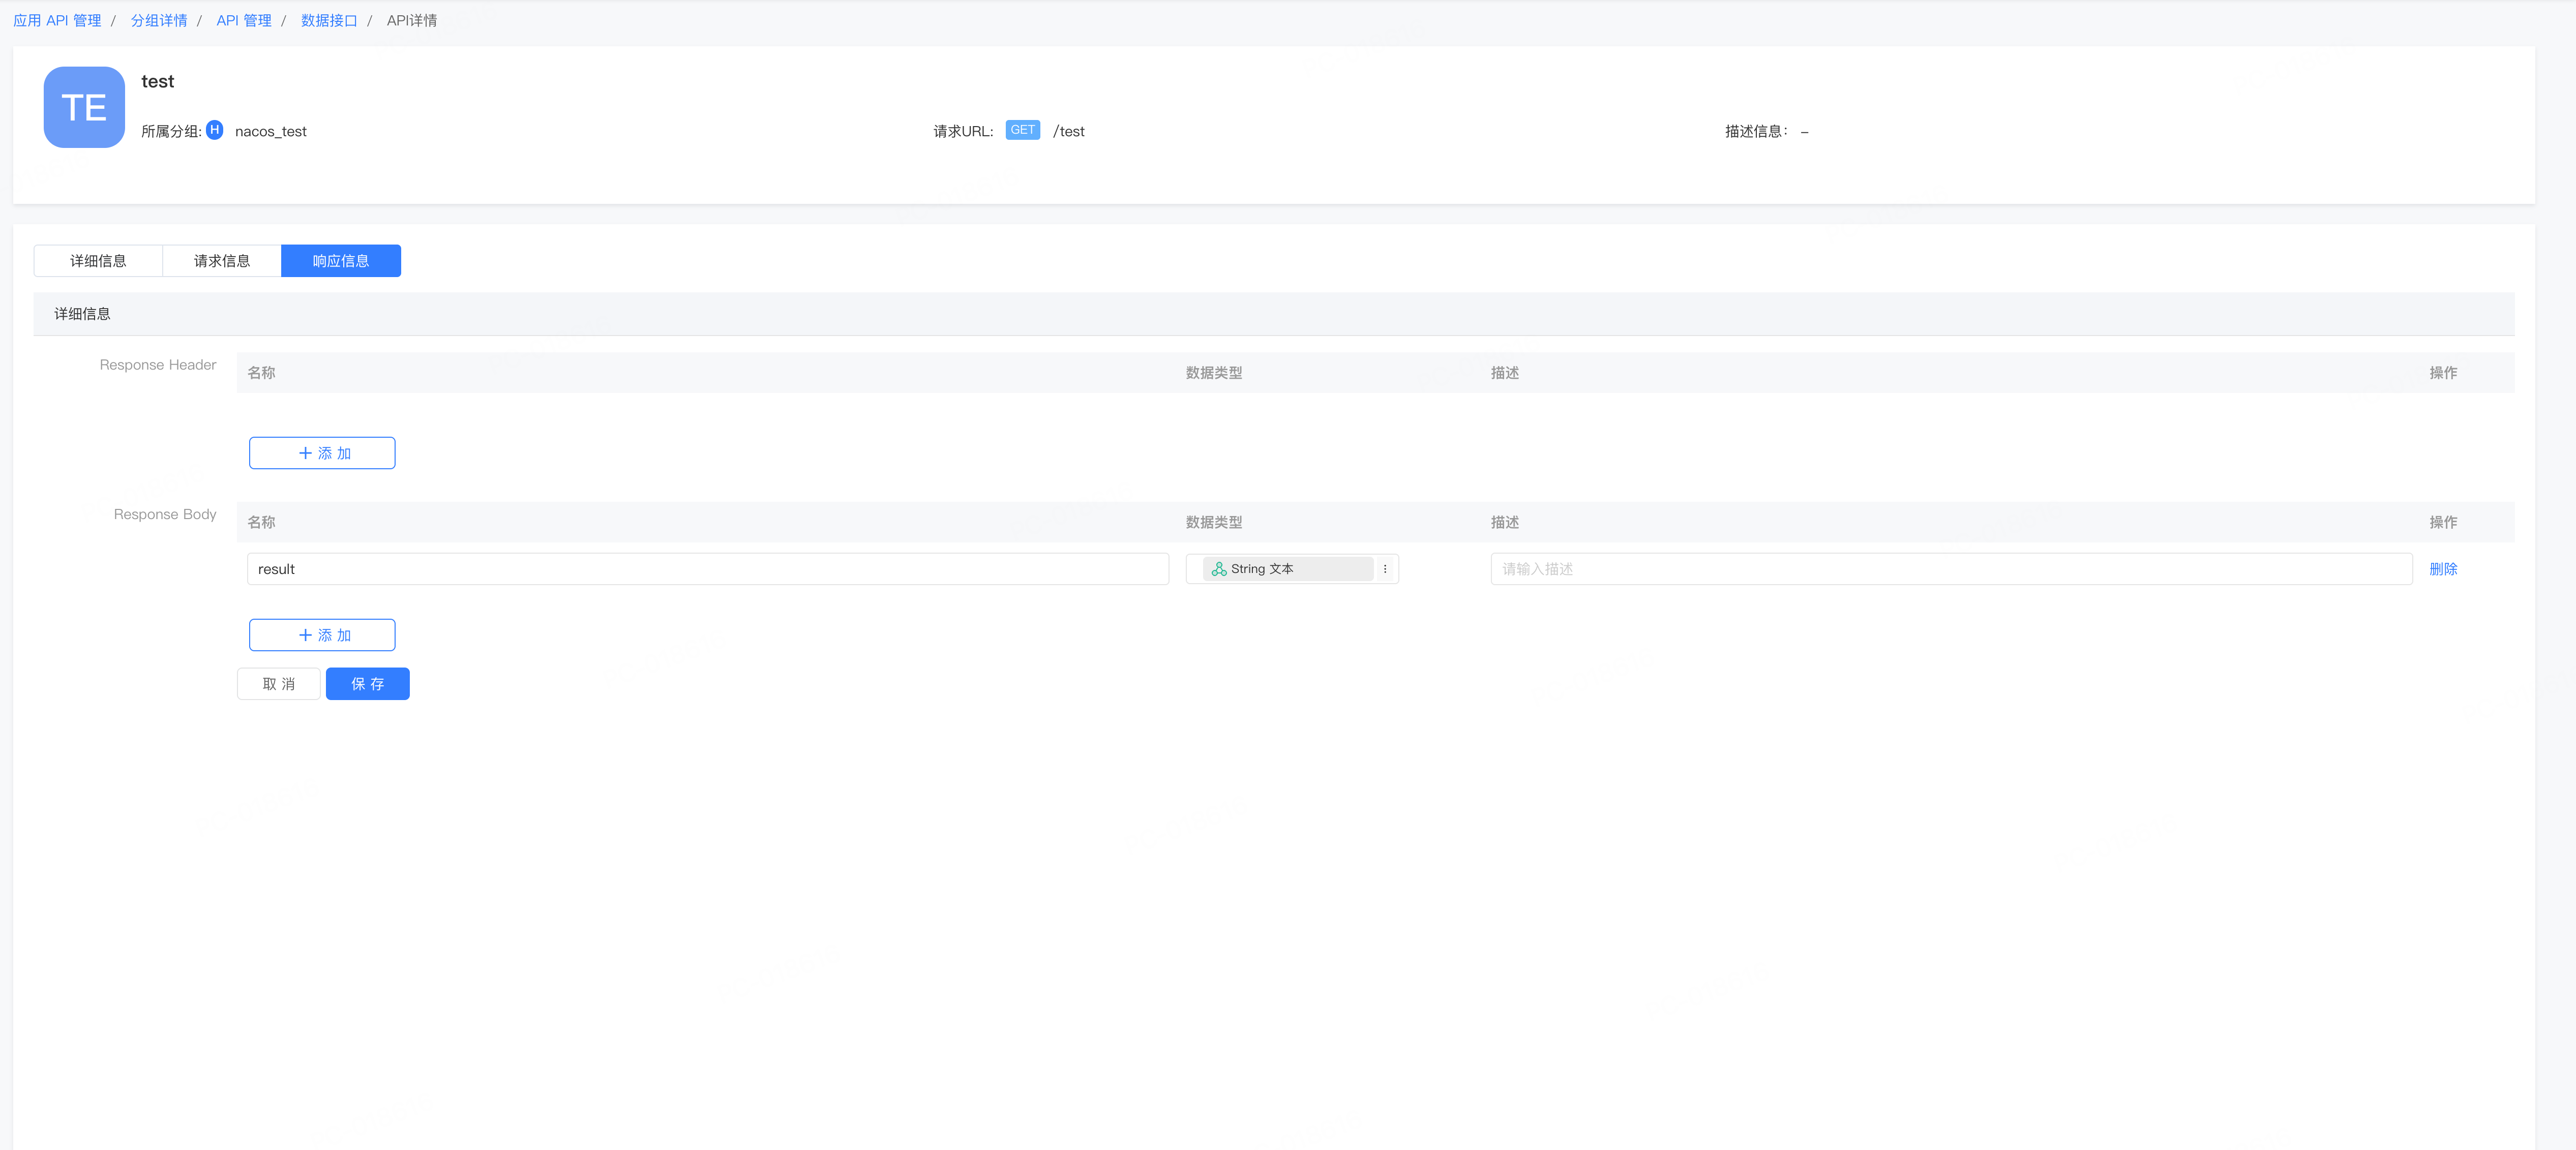 应用 API 管理 / 分组详情 / API 管理 / 数据接口 / API详情
TE
test
所属分组: H nacos_test 请求URL: GET /test 描述信息: –
详细信息 请求信息 响应信息
详细信息
Response Header 名称 数据类型 描述 操作
添 加
Response Body 名称 数据类型 描述 操作
result String 文本 请输入描述 删除
添 加
取 消 保 存